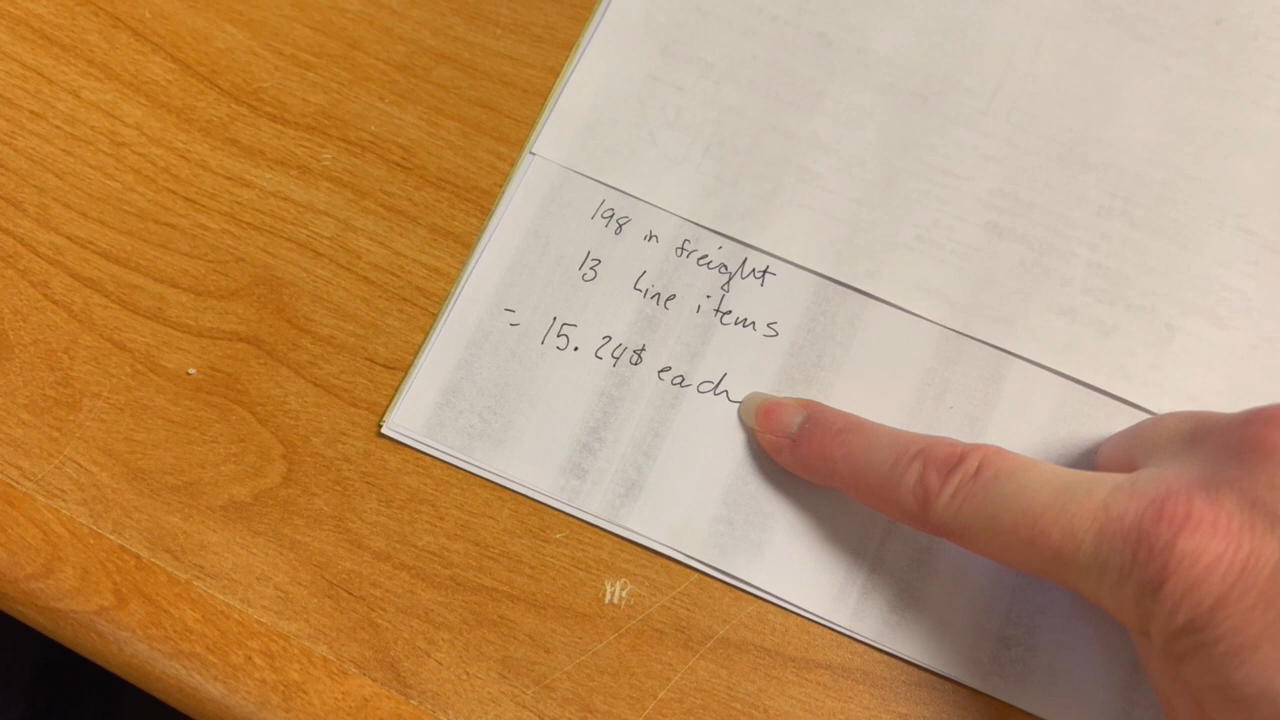 198 in freight
13 Line items
= 15.24$ each